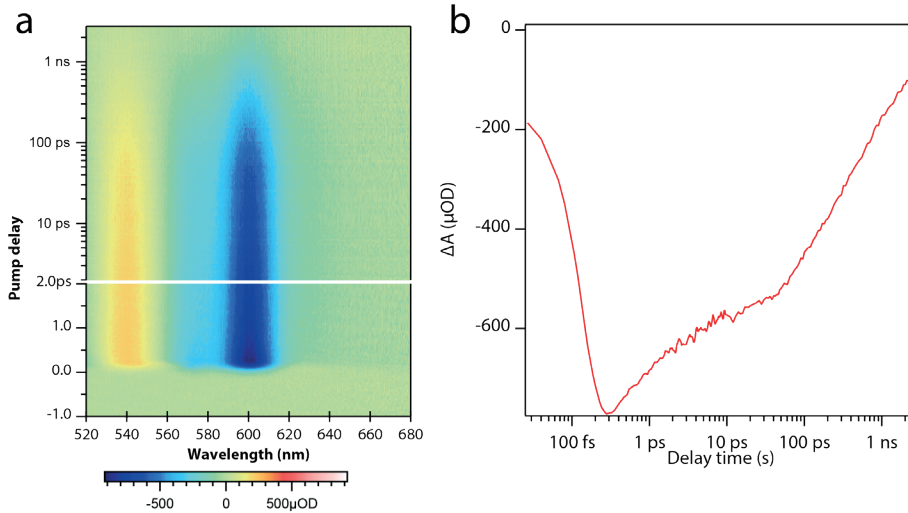 a
1 ns
100 ps
10 ps
2.0ps
1.0
0.0
-1.0
Pump delay
520 540 560 580 600 620 640 660 680
Wavelength (nm)
-500 0 500µOD
b
0
-200
-400
-600
ΔA (µOD)
100 fs 1 ps 10 ps 100 ps 1 ns
Delay time (s)